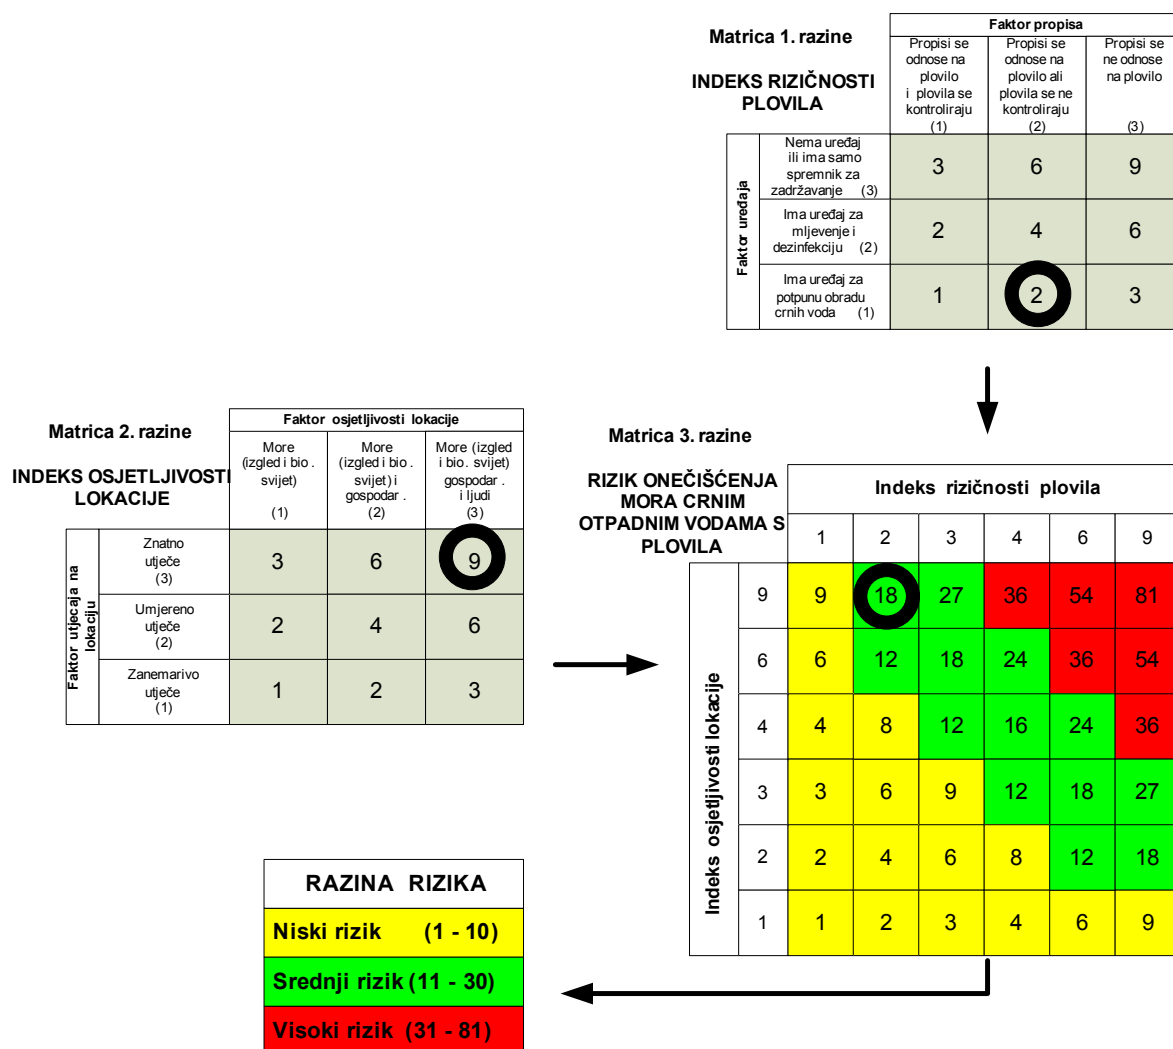 Matrica 1. razine
INDEKS RIZIČNOSTI
PLOVILA
Faktor propisa
Propisi se
odnose na
plovilo
i plovila se
kontroliraju
(1)
Propisi se
odnose na
plovilo ali
plovila se ne
kontroliraju
(2)
Propisi se
ne odnose
na plovilo
(3)
Faktor uređaja
Nema uređaj
ili ima samo
spremnik za
zadržavanje (3)
3 6 9
Ima uređaj za
mljevenje i
dezinfekciju (2)
2 4 6
Ima uređaj za
potpunu obradu
crnih voda (1)
1 2 3
Matrica 2. razine
INDEKS OSJETLJIVOSTI
LOKACIJE
Faktor osjetljivosti lokacije
More
(izgled i bio.
svijet)
(1)
More
(izgled i bio.
svijet) i
gospodar.
(2)
More (izgled
i bio. svijet)
gospodar.
i ljudi
(3)
Faktor utjecaja na
lokaciju
Znatno
utječe
(3)
3 6 9
Umjereno
utječe
(2)
2 4 6
Zanemarivo
utječe
(1)
1 2 3
Matrica 3. razine
RIZIK ONEČIŠĆENJA
MORA CRNIM
OTPADNIM VODAMA S
PLOVILA
Indeks rizičnosti plovila
1 2 3 4 6 9
Indeks osjetljivosti lokacije
9 9 18 27 36 54 81
6 6 12 18 24 36 54
4 4 8 12 16 24 36
3 3 6 9 12 18 27
2 2 4 6 8 12 18
1 1 2 3 4 6 9
RAZINA RIZIKA
Niski rizik (1 - 10)
Srednji rizik (11 - 30)
Visoki rizik (31 - 81)